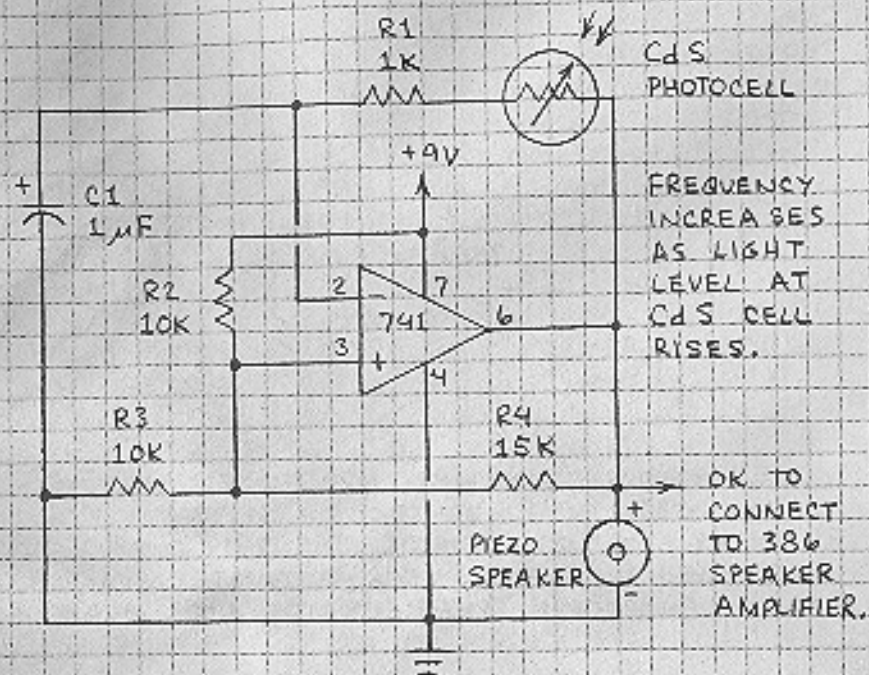 R1
1K
CdS
PHOTOCELL
+9V
+
C1
1µF
FREQUENCY
INCREASES
AS LIGHT
LEVEL AT
CdS CELL
RISES.
R2
10K
2
−
7
741
6
3
+
4
R3
10K
R4
15K
OK TO
CONNECT
TO 386
SPEAKER
AMPLIFIER.
+
PIEZO
SPEAKER
-